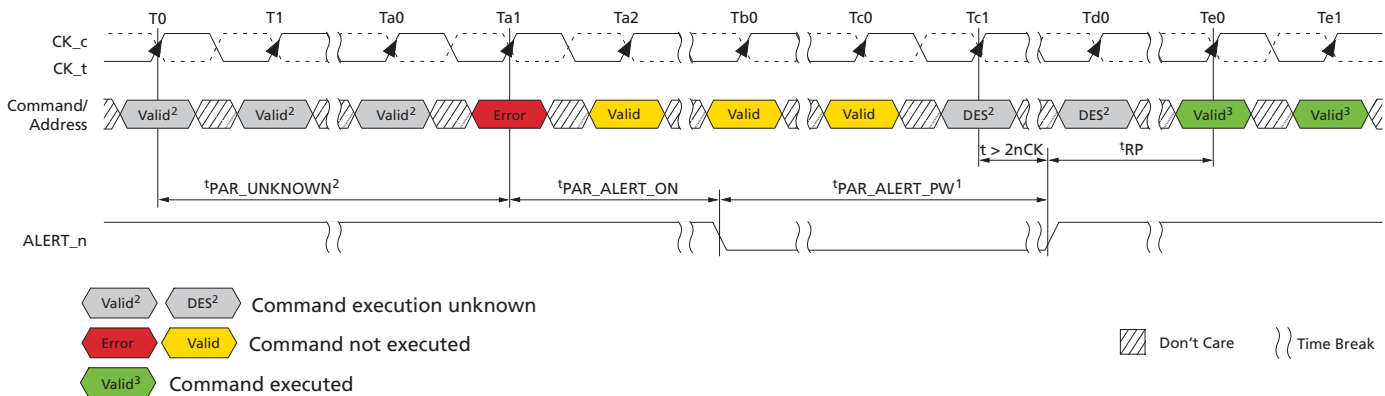 T0 T1 Ta0 Ta1 Ta2 Tb0 Tc0 Tc1 Td0 Te0 Te1
CK_c
CK_t
Command/
Address
Valid² Valid² Valid² Error Valid Valid Valid DES² DES² Valid³ Valid³
t > 2nCK ᵗRP
ᵗPAR_UNKNOWN² ᵗPAR_ALERT_ON ᵗPAR_ALERT_PW¹
ALERT_n
Valid² DES² Command execution unknown
Error Valid Command not executed
Don't Care Time Break
Valid³ Command executed